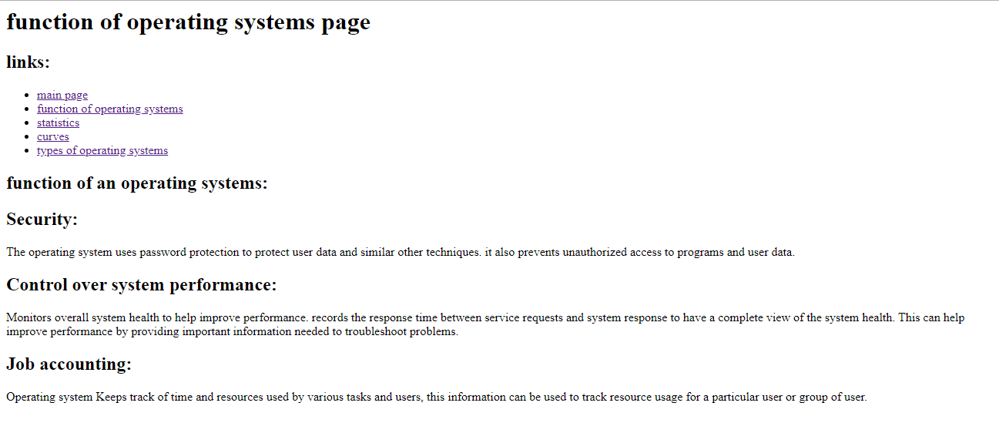 function of operating systems page
links:
main page
function of operating systems
statistics
curves
types of operating systems
function of an operating systems:
Security:
The operating system uses password protection to protect user data and similar other techniques. it also prevents unauthorized access to programs and user data.
Control over system performance:
Monitors overall system health to help improve performance. records the response time between service requests and system response to have a complete view of the system health. This can help
improve performance by providing important information needed to troubleshoot problems.
Job accounting:
Operating system Keeps track of time and resources used by various tasks and users, this information can be used to track resource usage for a particular user or group of user.